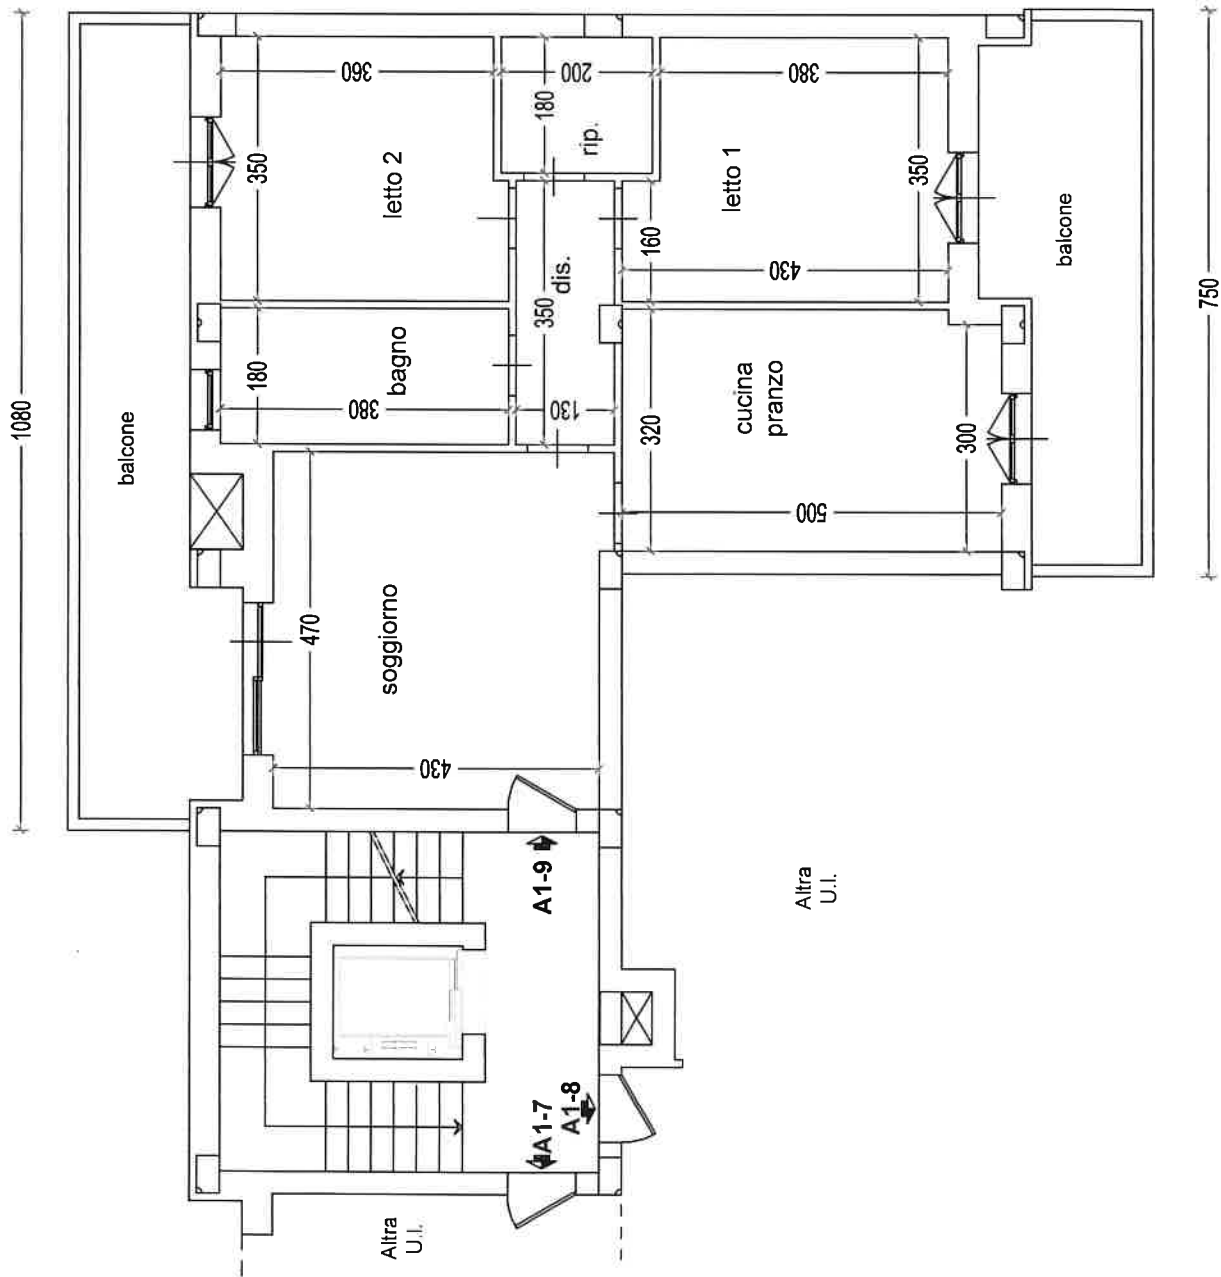 1080
750
balcone
360
350
letto 2
200
180
rip.
380
350
letto 1
160
430
balcone
180
bagno
380
350
dis.
130
320
cucina
pranzo
300
500
470
soggiorno
430
A1-9
A1-7
A1-8
Altra
U.I.
Altra
U.I.